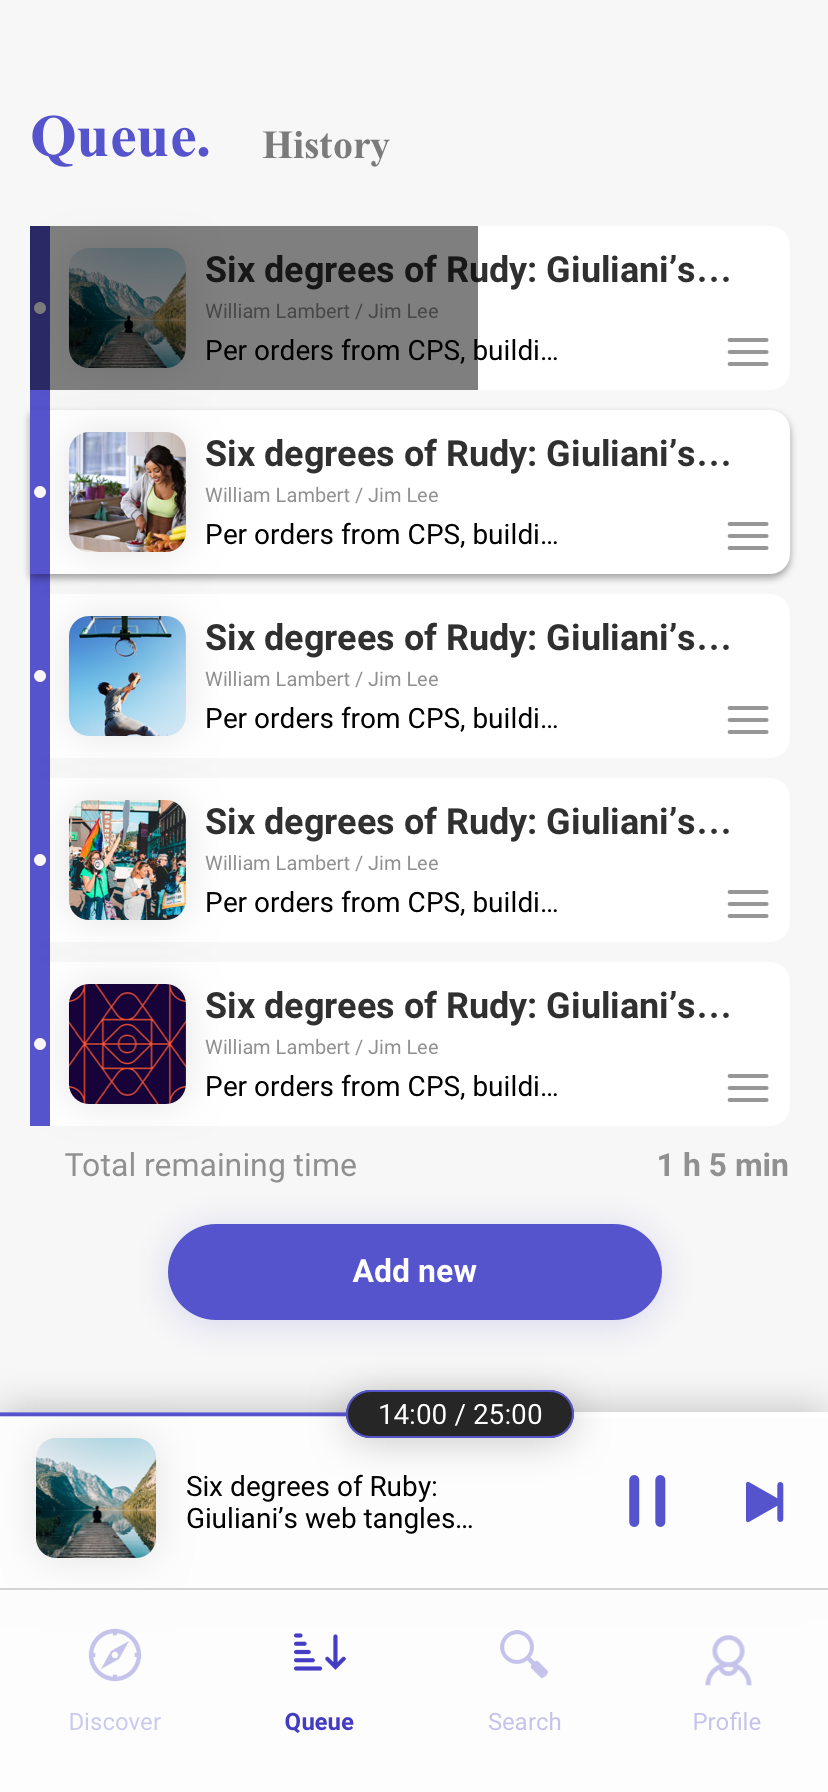 Queue. History
Six degrees of Rudy: Giuliani’s...
William Lambert / Jim Lee
Per orders from CPS, buildi...
Six degrees of Rudy: Giuliani’s...
William Lambert / Jim Lee
Per orders from CPS, buildi...
Six degrees of Rudy: Giuliani’s...
William Lambert / Jim Lee
Per orders from CPS, buildi...
Six degrees of Rudy: Giuliani’s...
William Lambert / Jim Lee
Per orders from CPS, buildi...
Six degrees of Rudy: Giuliani’s...
William Lambert / Jim Lee
Per orders from CPS, buildi...
Total remaining time 1 h 5 min
Add new
14:00 / 25:00
Six degrees of Ruby:
Giuliani’s web tangles...
Discover Queue Search Profile